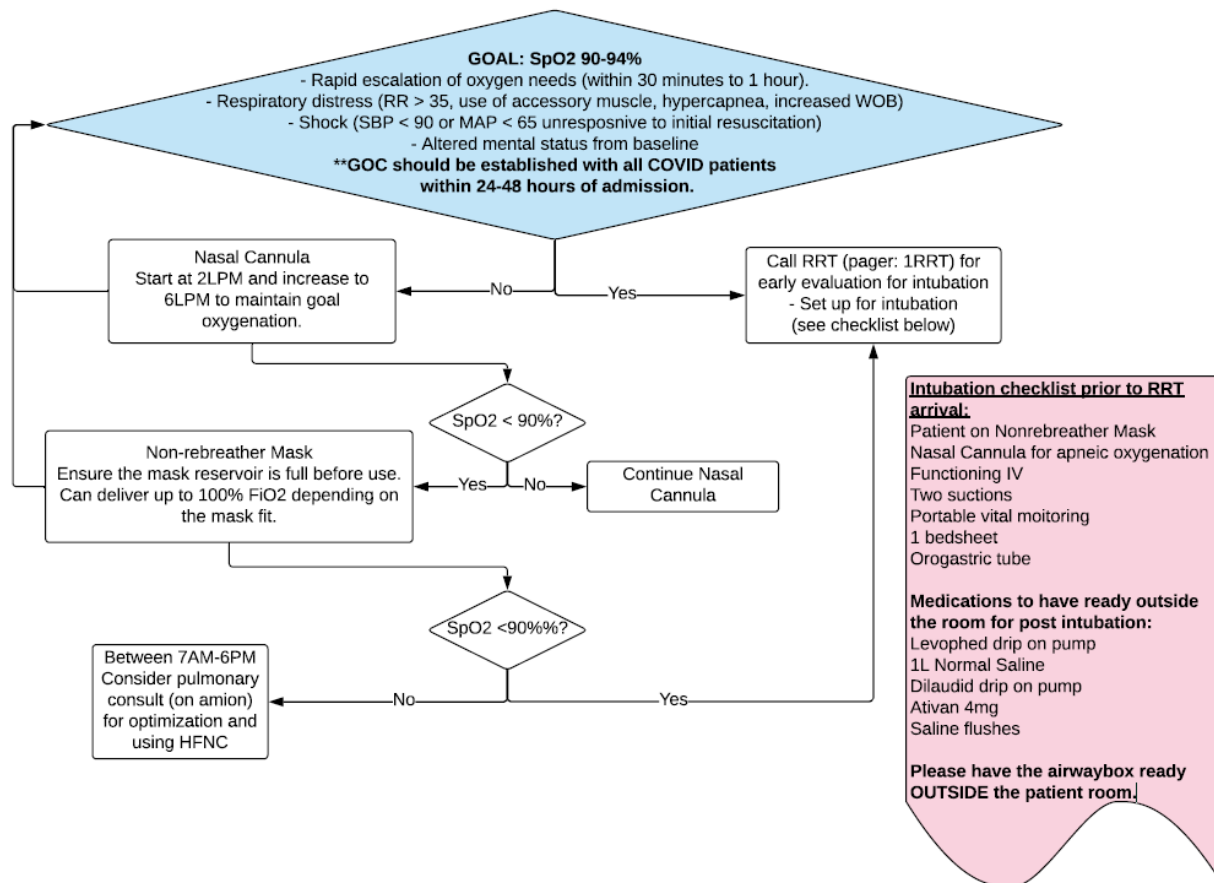 GOAL: SpO2 90-94%
- Rapid escalation of oxygen needs (within 30 minutes to 1 hour).
- Respiratory distress (RR > 35, use of accessory muscle, hypercapnea, increased WOB)
- Shock (SBP < 90 or MAP < 65 unresposnive to initial resuscitation)
- Altered mental status from baseline
**GOC should be established with all COVID patients
within 24-48 hours of admission.
Nasal Cannula
Start at 2LPM and increase to
6LPM to maintain goal
oxygenation.
No
Yes
Call RRT (pager: 1RRT) for
early evaluation for intubation
- Set up for intubation
(see checklist below)
SpO2 < 90%?
Non-rebreather Mask
Ensure the mask reservoir is full before use.
Can deliver up to 100% FiO2 depending on
the mask fit.
Yes
No
Continue Nasal
Cannula
SpO2 <90%%?
Between 7AM-6PM
Consider pulmonary
consult (on amion)
for optimization and
using HFNC
No
Yes
Intubation checklist prior to RRT
arrival:
Patient on Nonrebreather Mask
Nasal Cannula for apneic oxygenation
Functioning IV
Two suctions
Portable vital moitoring
1 bedsheet
Orogastric tube
Medications to have ready outside
the room for post intubation:
Levophed drip on pump
1L Normal Saline
Dilaudid drip on pump
Ativan 4mg
Saline flushes
Please have the airwaybox ready
OUTSIDE the patient room.